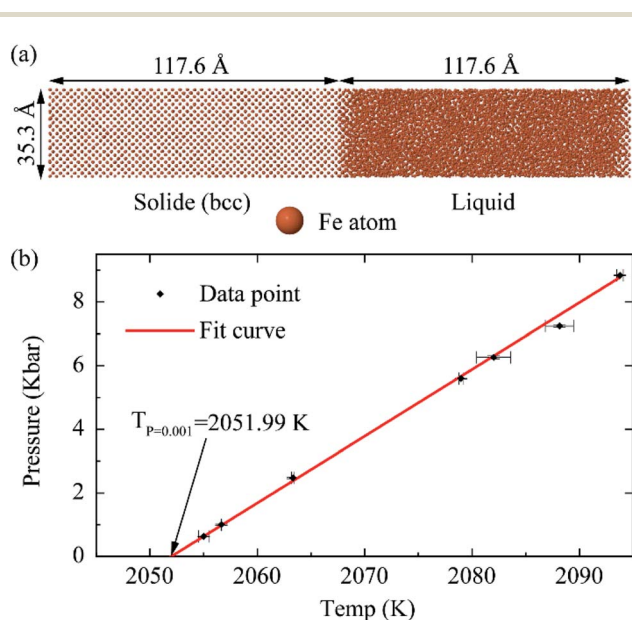 (a)
117.6 Å 117.6 Å
35.3 Å
Solide (bcc) Liquid
Fe atom
(b)
Data point
Fit curve
T_P=0.001=2051.99 K
Pressure (Kbar)
8
6
4
2
0
2050 2060 2070 2080 2090
Temp (K)